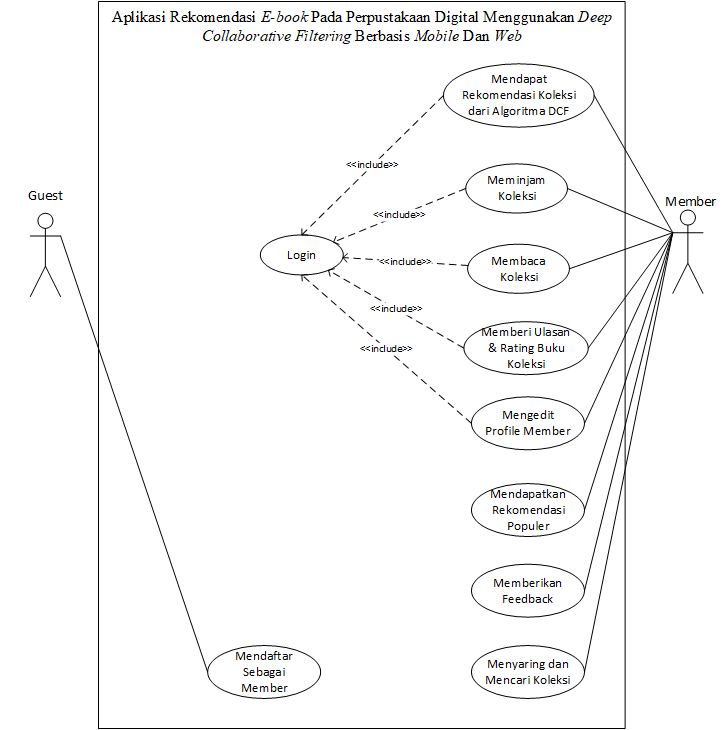 Aplikasi Rekomendasi E-book Pada Perpustakaan Digital Menggunakan Deep
Collaborative Filtering Berbasis Mobile Dan Web
Mendapat
Rekomendasi Koleksi
dari Algoritma DCF
<<include>>
Guest
Member
Meminjam
Koleksi
<<include>>
Login
<<include>>
Membaca
Koleksi
<<include>>
Memberi Ulasan
& Rating Buku
Koleksi
<<include>>
Mengedit
Profile Member
Mendapatkan
Rekomendasi
Populer
Memberikan
Feedback
Mendaftar
Sebagai
Member
Menyaring dan
Mencari Koleksi